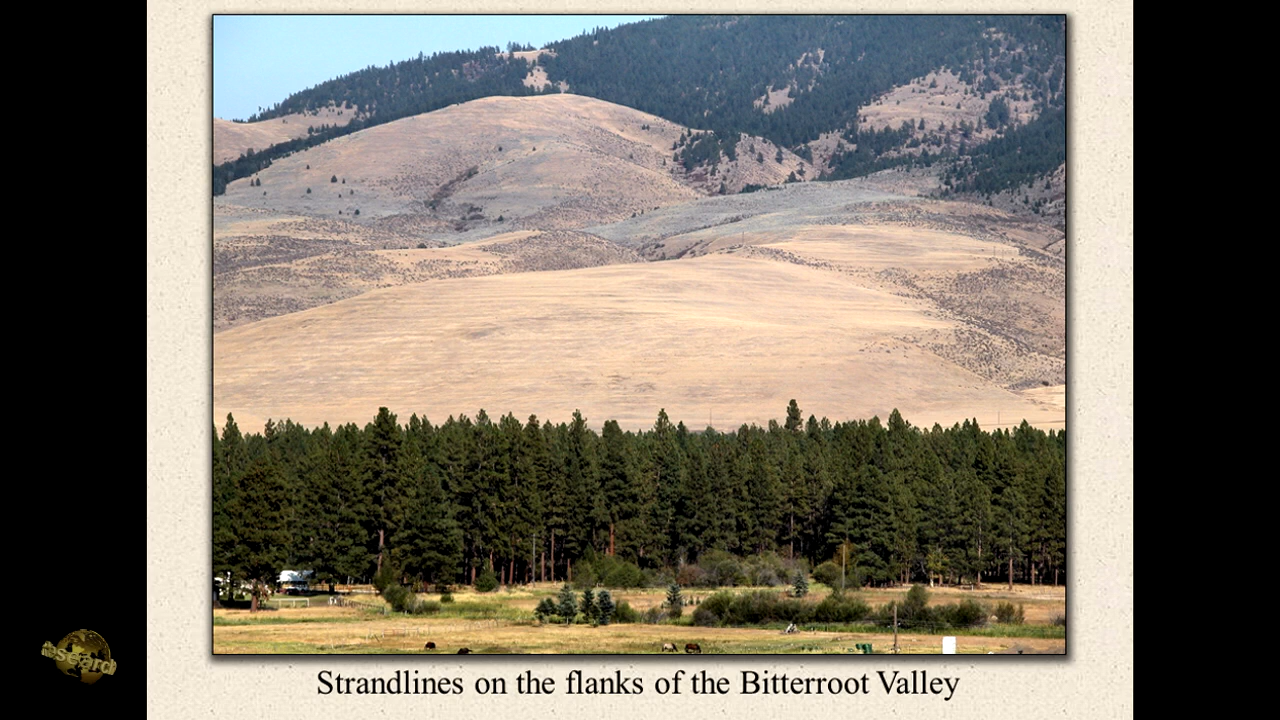 Strandlines on the flanks of the Bitterroot Valley